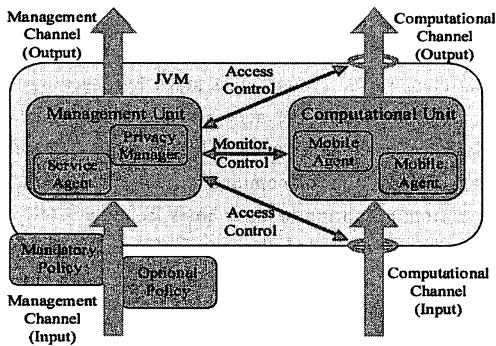 Management
Channel
(Output)
Computational
Channel
(Output)
JVM
Access
Control
Management Unit
Privacy
Manager
Service
Agent
Monitor,
Control
Computational Unit
Mobile
Agent
Mobile
Agent
Access
Control
Mandatory
Policy
Optional
Policy
Management
Channel
(Input)
Computational
Channel
(Input)